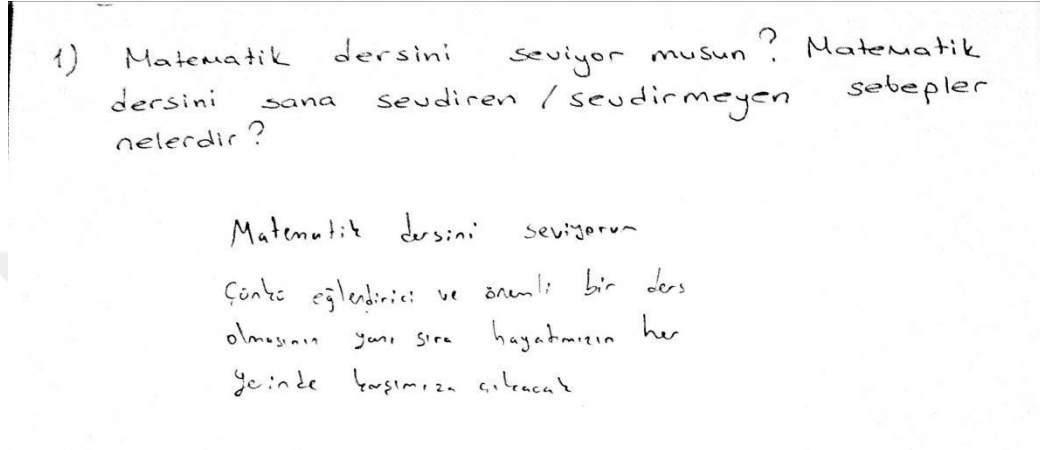 1) Matematik dersini seviyor musun? Matematik
dersini sana sevdiren / sevdirmeyen sebepler
nelerdir?
Matematik dersini seviyorum
Çünkü eğlendirici ve önemli bir ders
olmasının yanı sıra hayatımızın her
yerinde karşımıza çıkacak